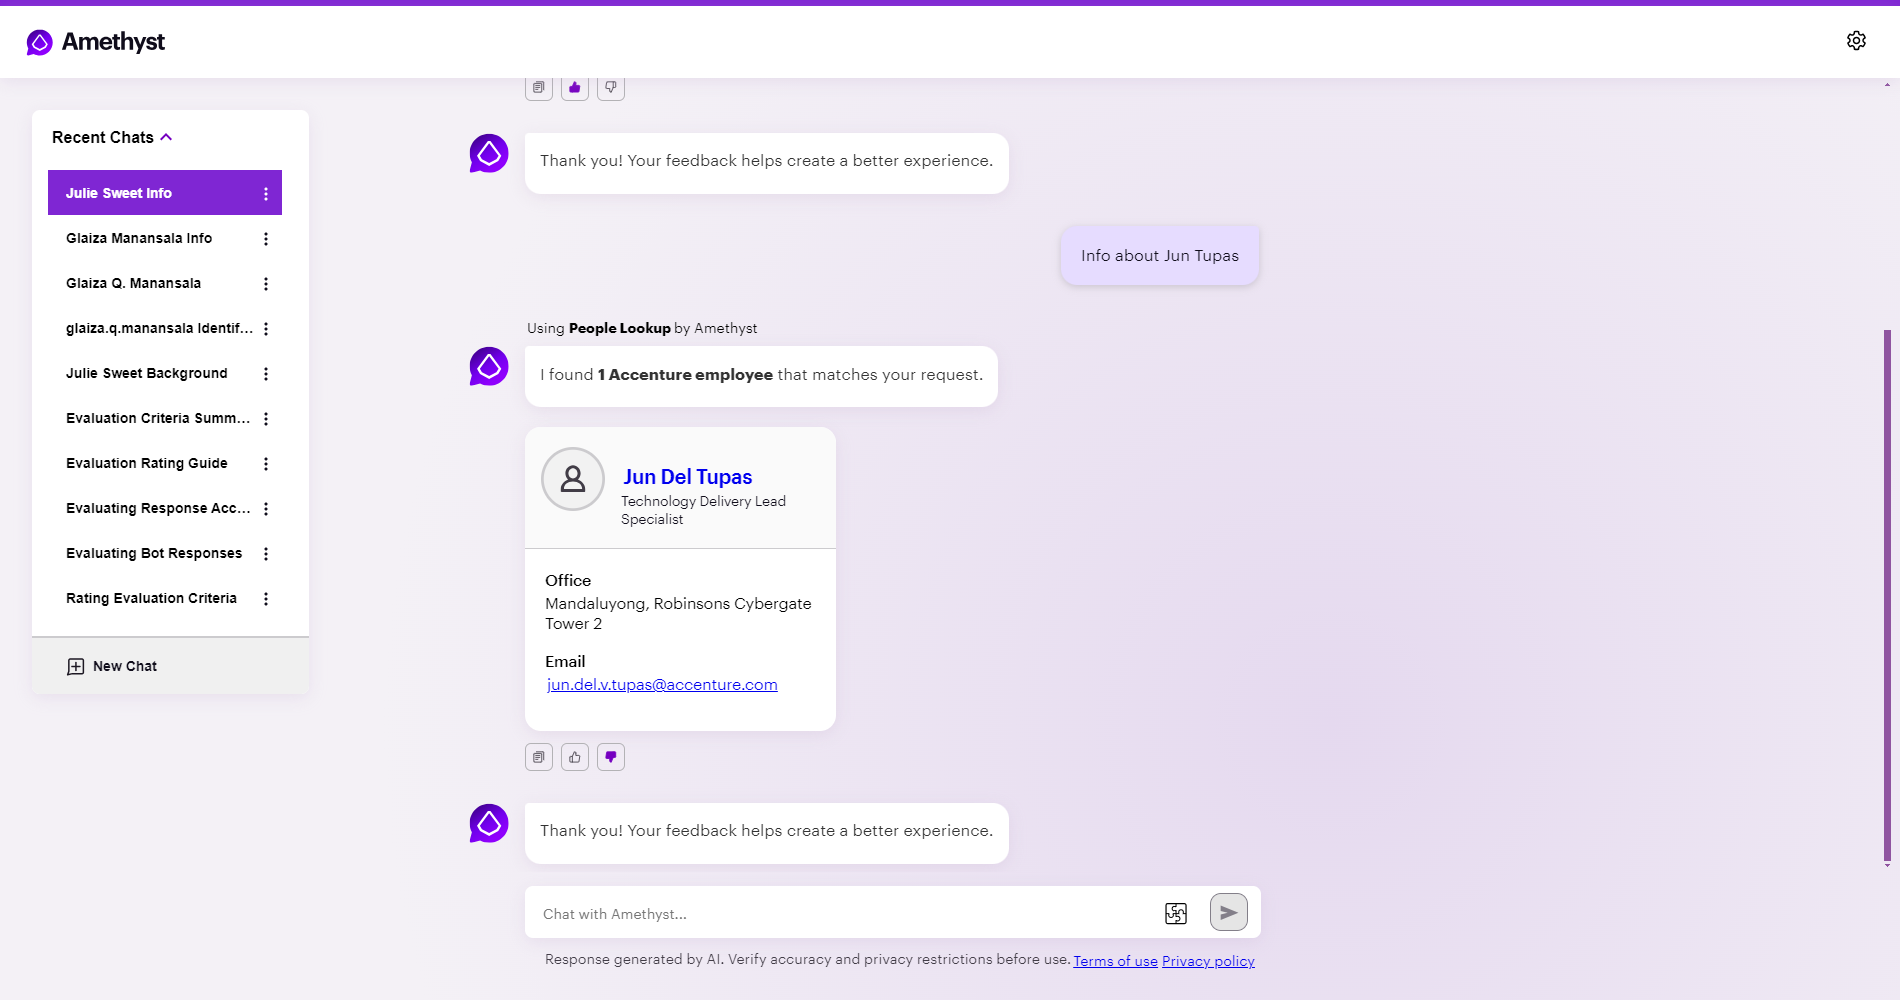 Amethyst
Recent Chats
Julie Sweet Info
Glaiza Manansala Info
Glaiza Q. Manansala
glaiza.q.manansala Identif...
Julie Sweet Background
Evaluation Criteria Summ...
Evaluation Rating Guide
Evaluating Response Acc...
Evaluating Bot Responses
Rating Evaluation Criteria
New Chat
Thank you! Your feedback helps create a better experience.
Info about Jun Tupas
Using People Lookup by Amethyst
I found 1 Accenture employee that matches your request.
Jun Del Tupas
Technology Delivery Lead
Specialist
Office
Mandaluyong, Robinsons Cybergate
Tower 2
Email
jun.del.v.tupas@accenture.com
Thank you! Your feedback helps create a better experience.
Chat with Amethyst...
Response generated by AI. Verify accuracy and privacy restrictions before use. Terms of use Privacy policy